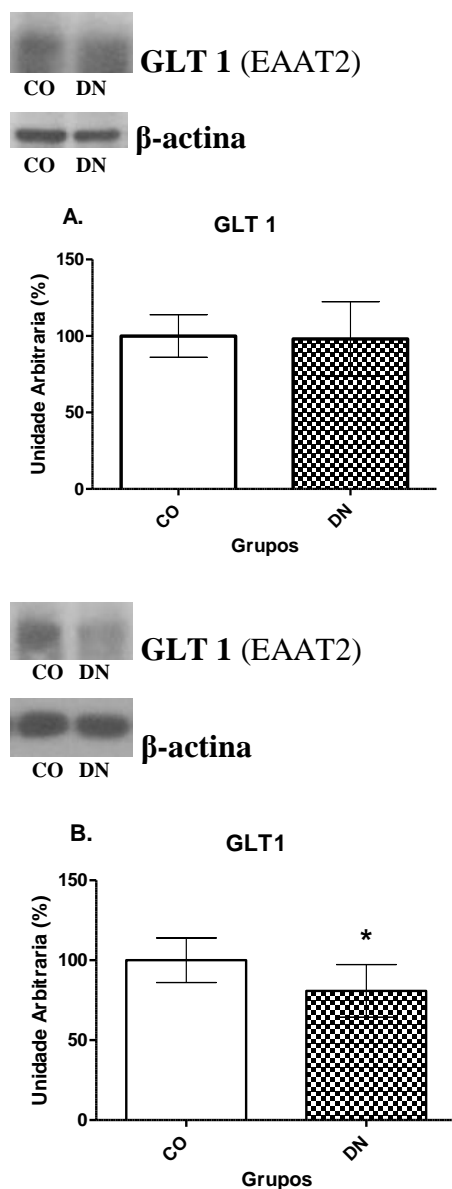 GLT 1 (EAAT2)
CO DN
β-actina
CO DN
A.
GLT 1
150
100
50
0
Unidade Arbitraria (%)
CO
DN
Grupos
GLT 1 (EAAT2)
CO DN
β-actina
CO DN
B.
GLT1
150
100
50
0
Unidade Arbitraria (%)
*
CO
DN
Grupos